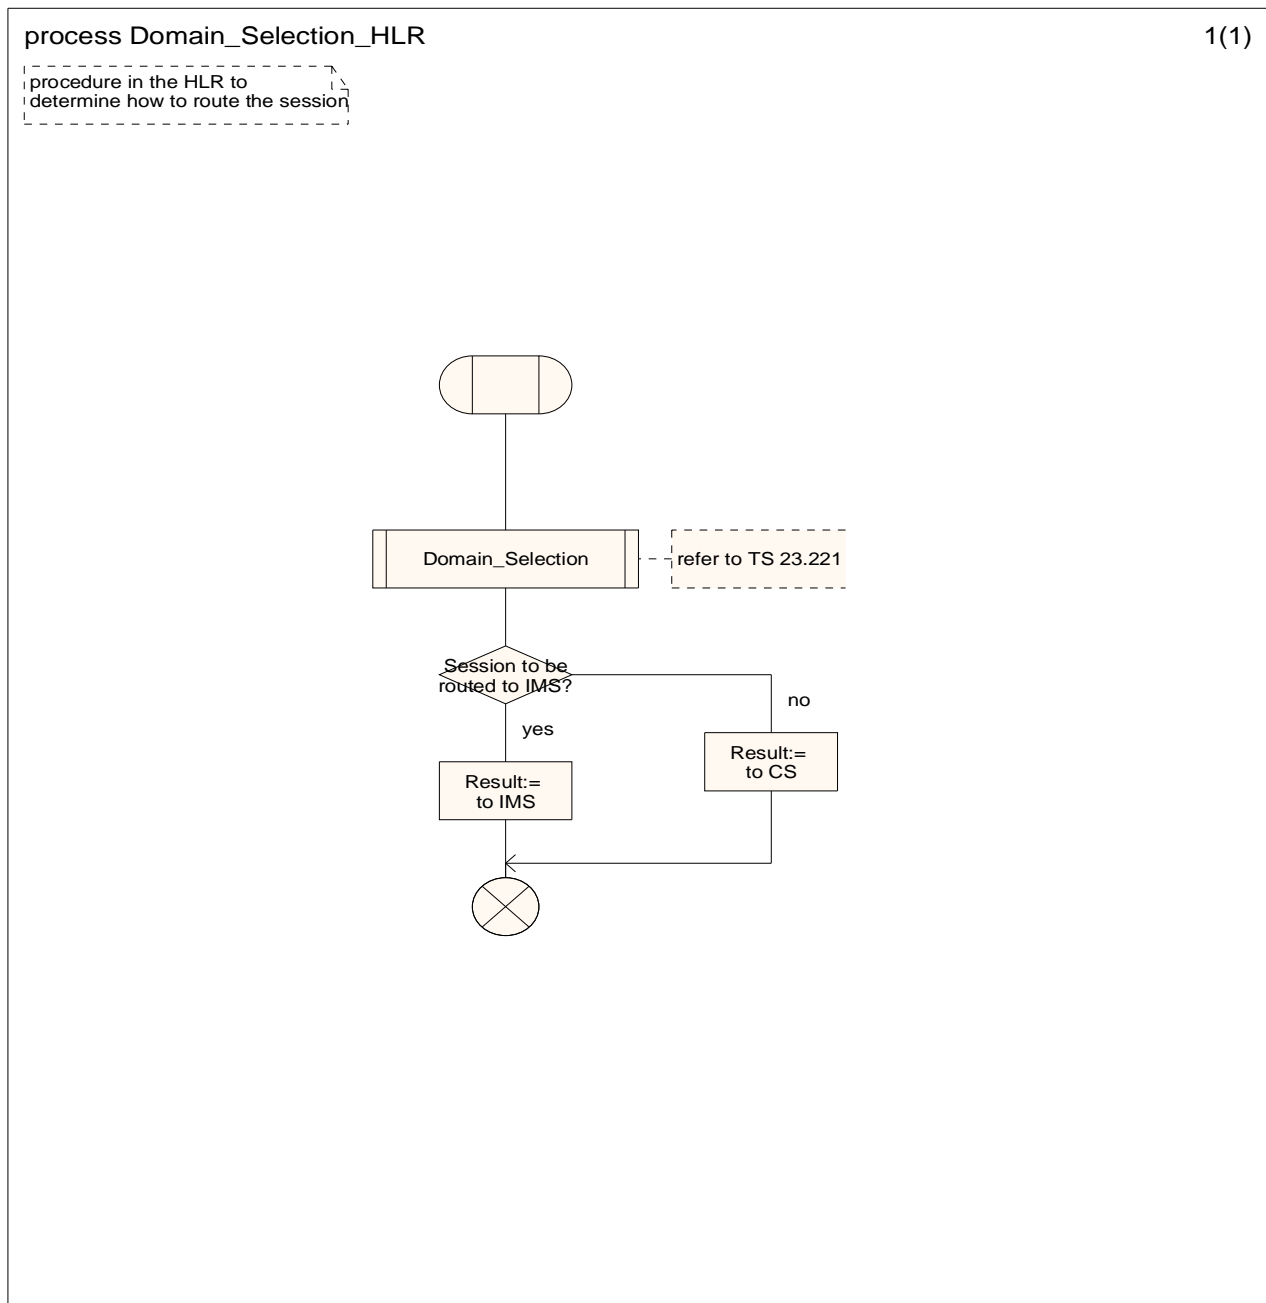 process Domain_Selection_HLR
1(1)
procedure in the HLR to
determine how to route the session
Domain_Selection
refer to TS 23.221
Session to be
routed to IMS?
no
yes
Result:=
to CS
Result:=
to IMS